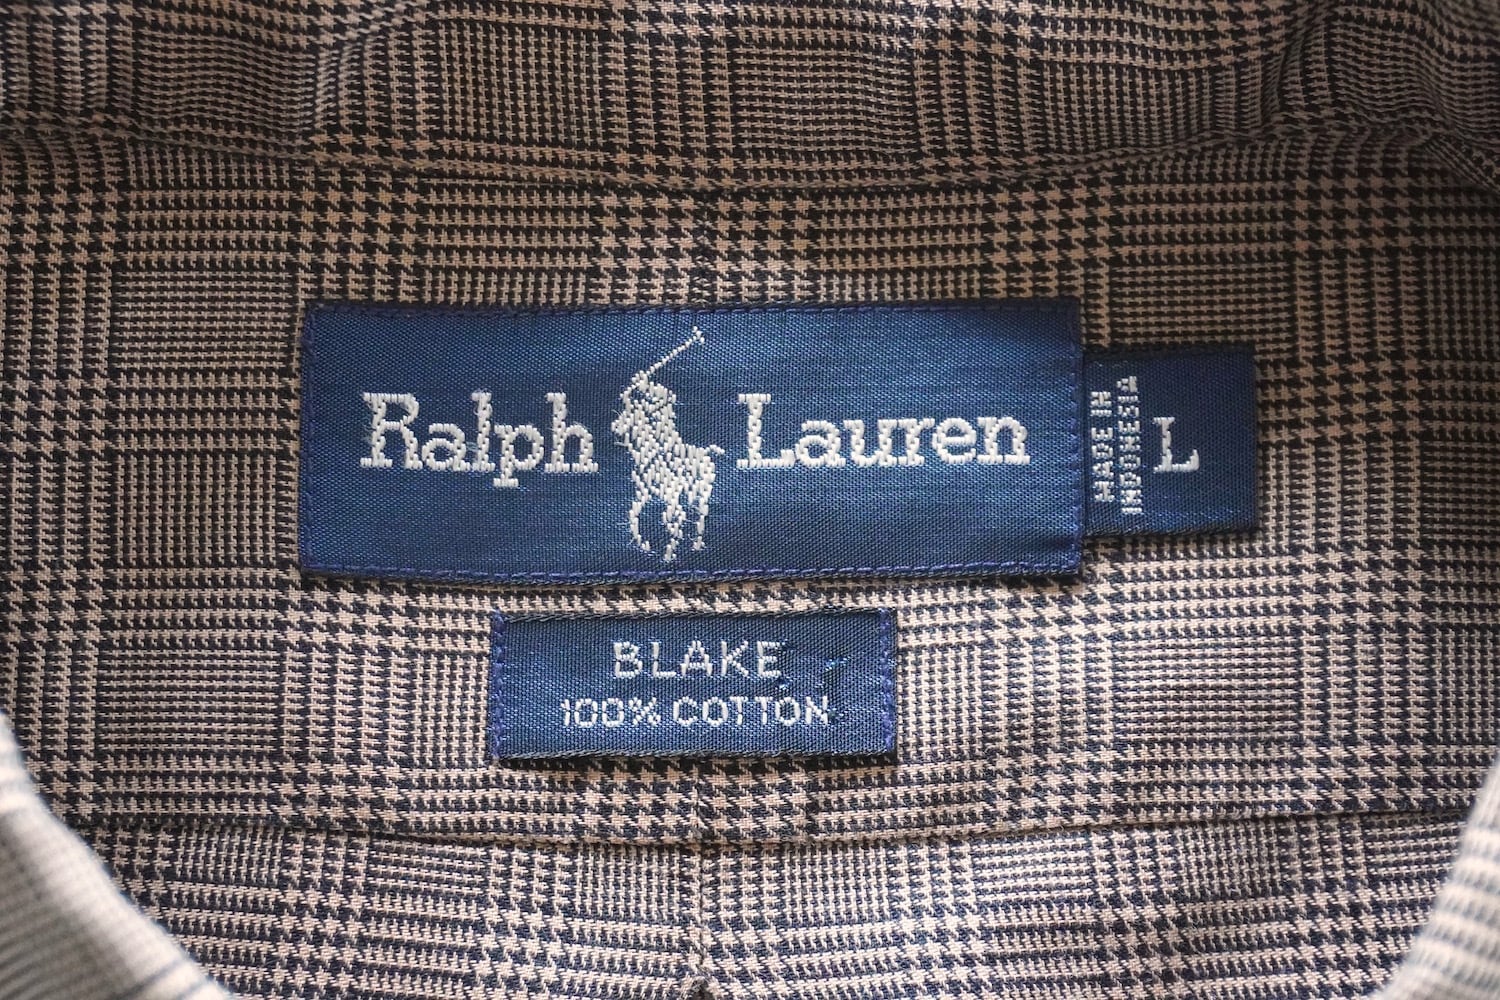 Ralph Lauren
MADE IN
INDONESIA
L
BLAKE
100% COTTON